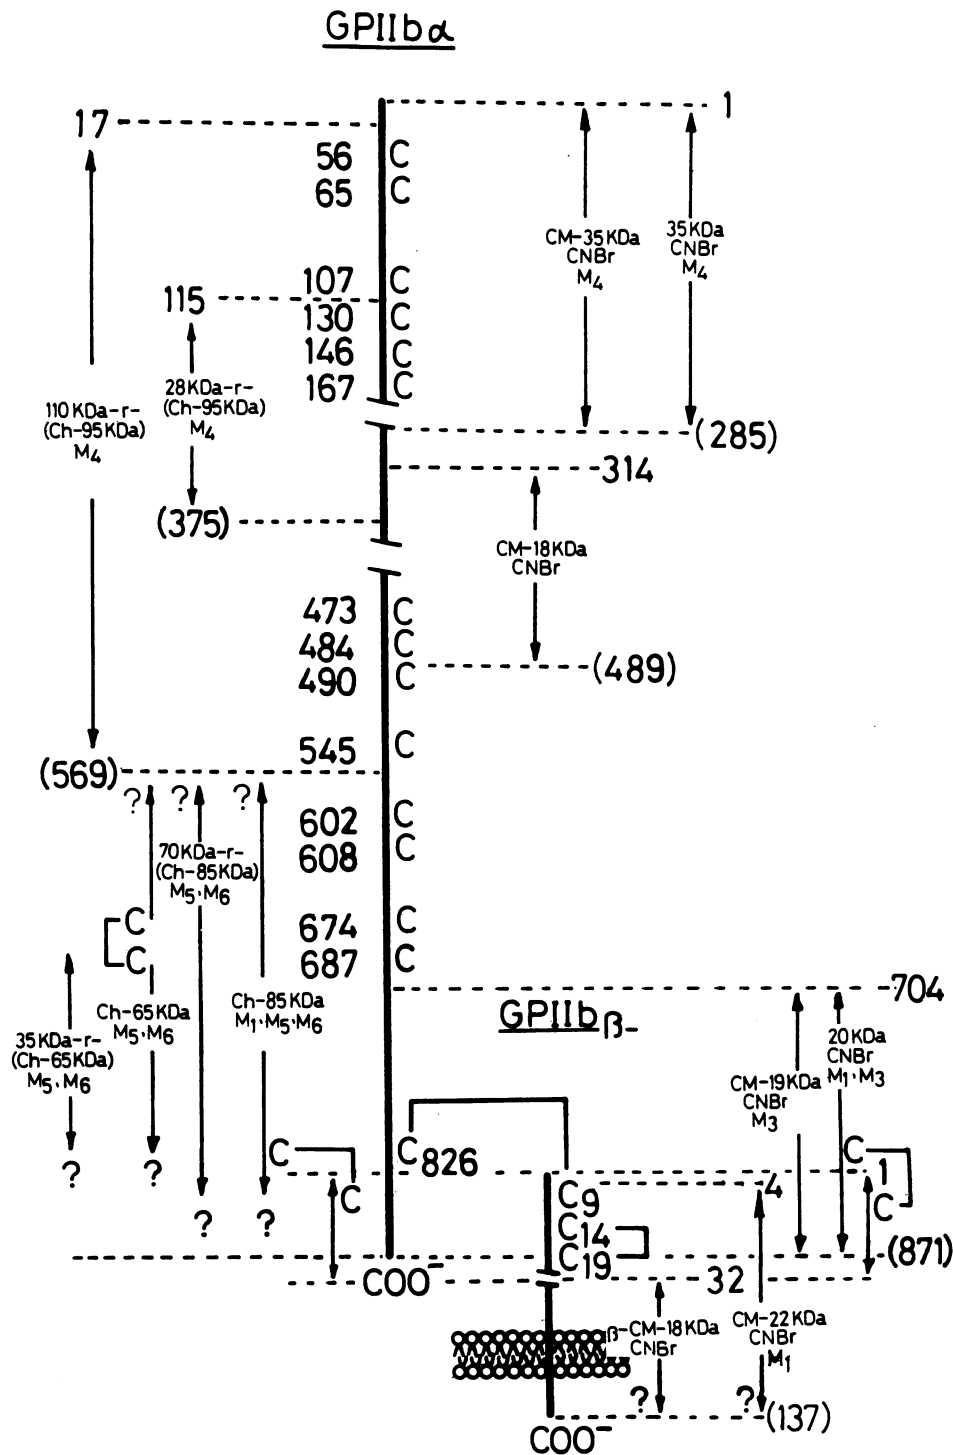 GPIIbα
1
17
56 C
65 C
CM-35KDa
CNBr
M4
35KDa
CNBr
M4
107 C
115
130 C
146 C
167 C
28KDa-r-
(Ch-95KDa)
M4
110KDa-r-
(Ch-95KDa)
M4
(285)
314
(375)
CM-18KDa
CNBr
473 C
484 C
490 C
(489)
545 C
(569)
? ? ?
602 C
608 C
70KDa-r-
(Ch-85KDa)
M5,M6
674 C
687 C
C
C
704
GPIIbβ-
Ch-65KDa
M5,M6
Ch-85KDa
M1,M5,M6
35KDa-r-
(Ch-65KDa)
M5,M6
20KDa
CNBr
M1,M3
CM-19KDa
CNBr
M3
C826
C
C
C
1
C
? ? ? ?
C9
4
C14
C19
(871)
COO-
32
β-CM-18KDa
CNBr
CM-22KDa
CNBr
M1
? ?
(137)
COO-